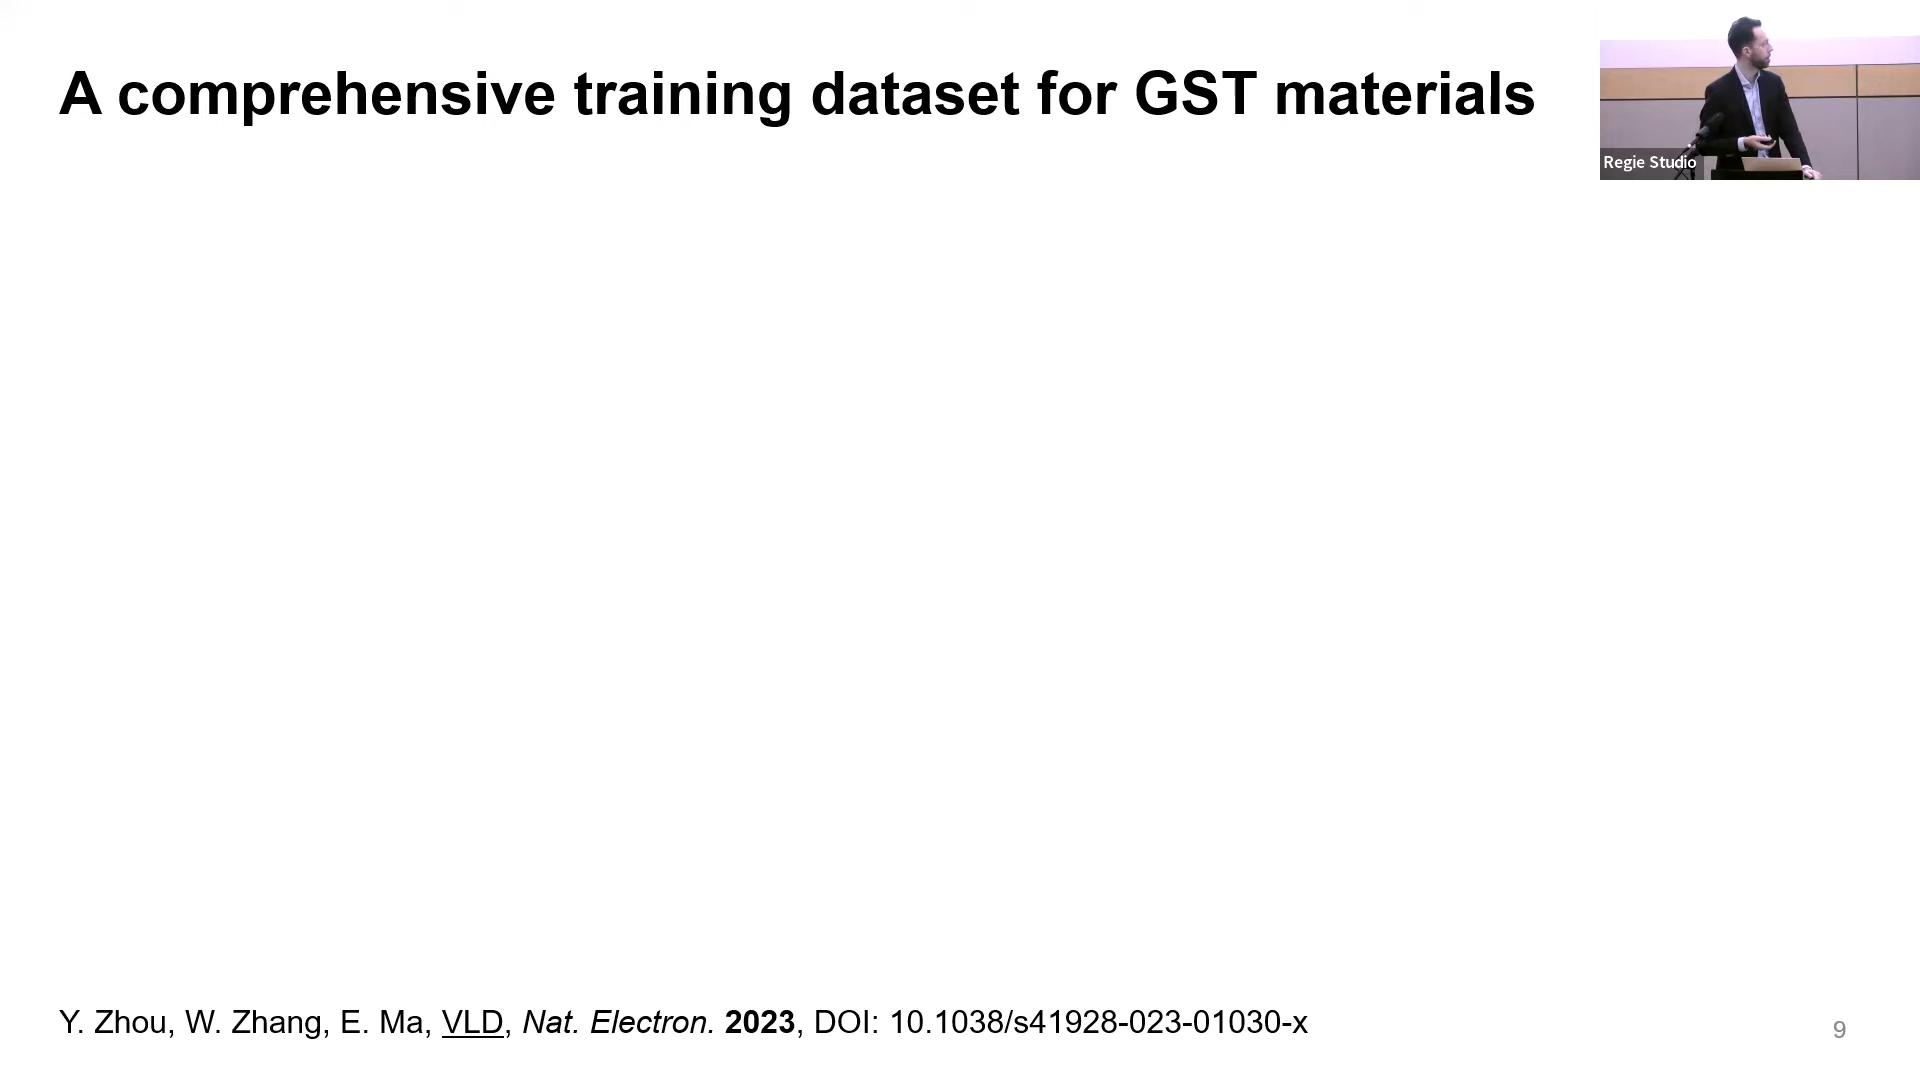 A comprehensive training dataset for GST materials
Regie Studio
Y. Zhou, W. Zhang, E. Ma, VLD, Nat. Electron. 2023, DOI: 10.1038/s41928-023-01030-x
9